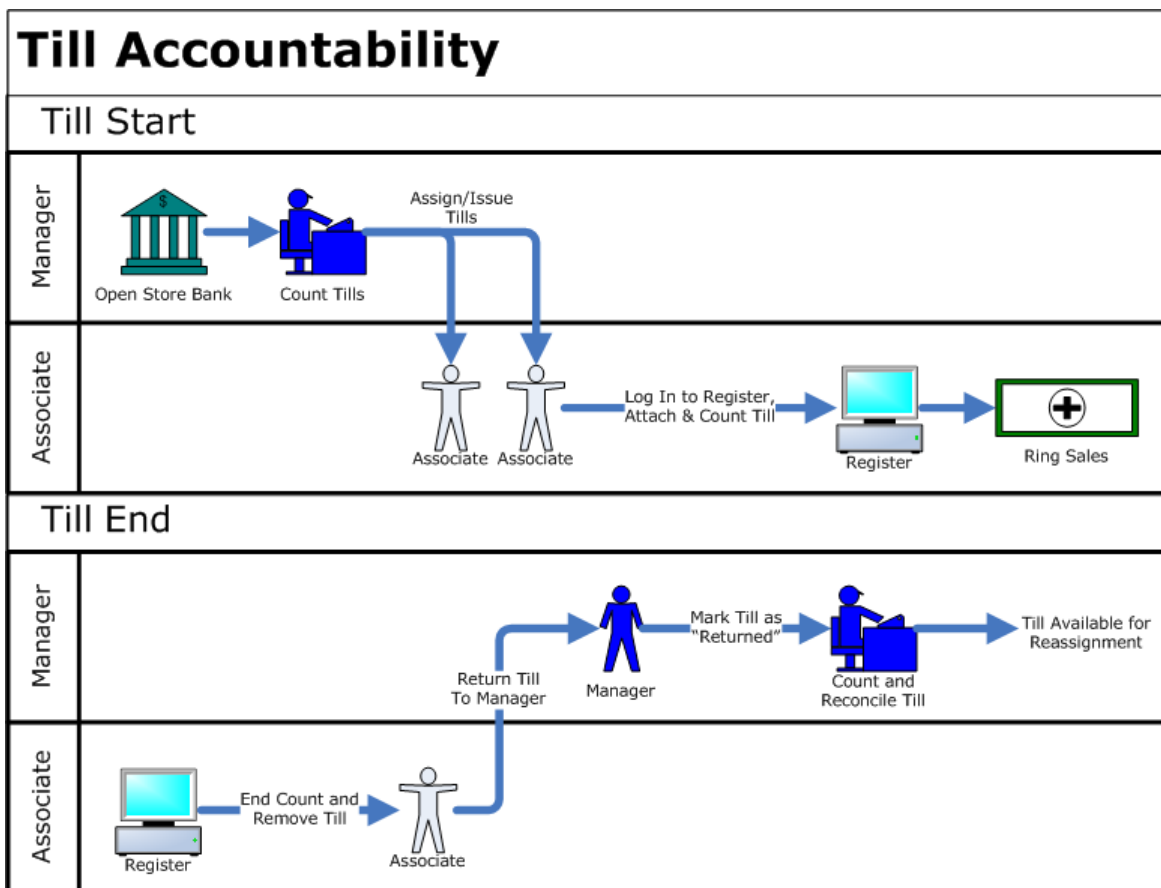 Till Accountability
Till Start
Manager
$
Open Store Bank
Count Tills
Assign/Issue
Tills
Associate
Associate
Associate
Log In to Register,
Attach & Count Till
Register
Ring Sales
Till End
Manager
Return Till
To Manager
Manager
Mark Till as
“Returned”
Count and
Reconcile Till
Till Available for
Reassignment
Associate
Register
End Count and
Remove Till
Associate